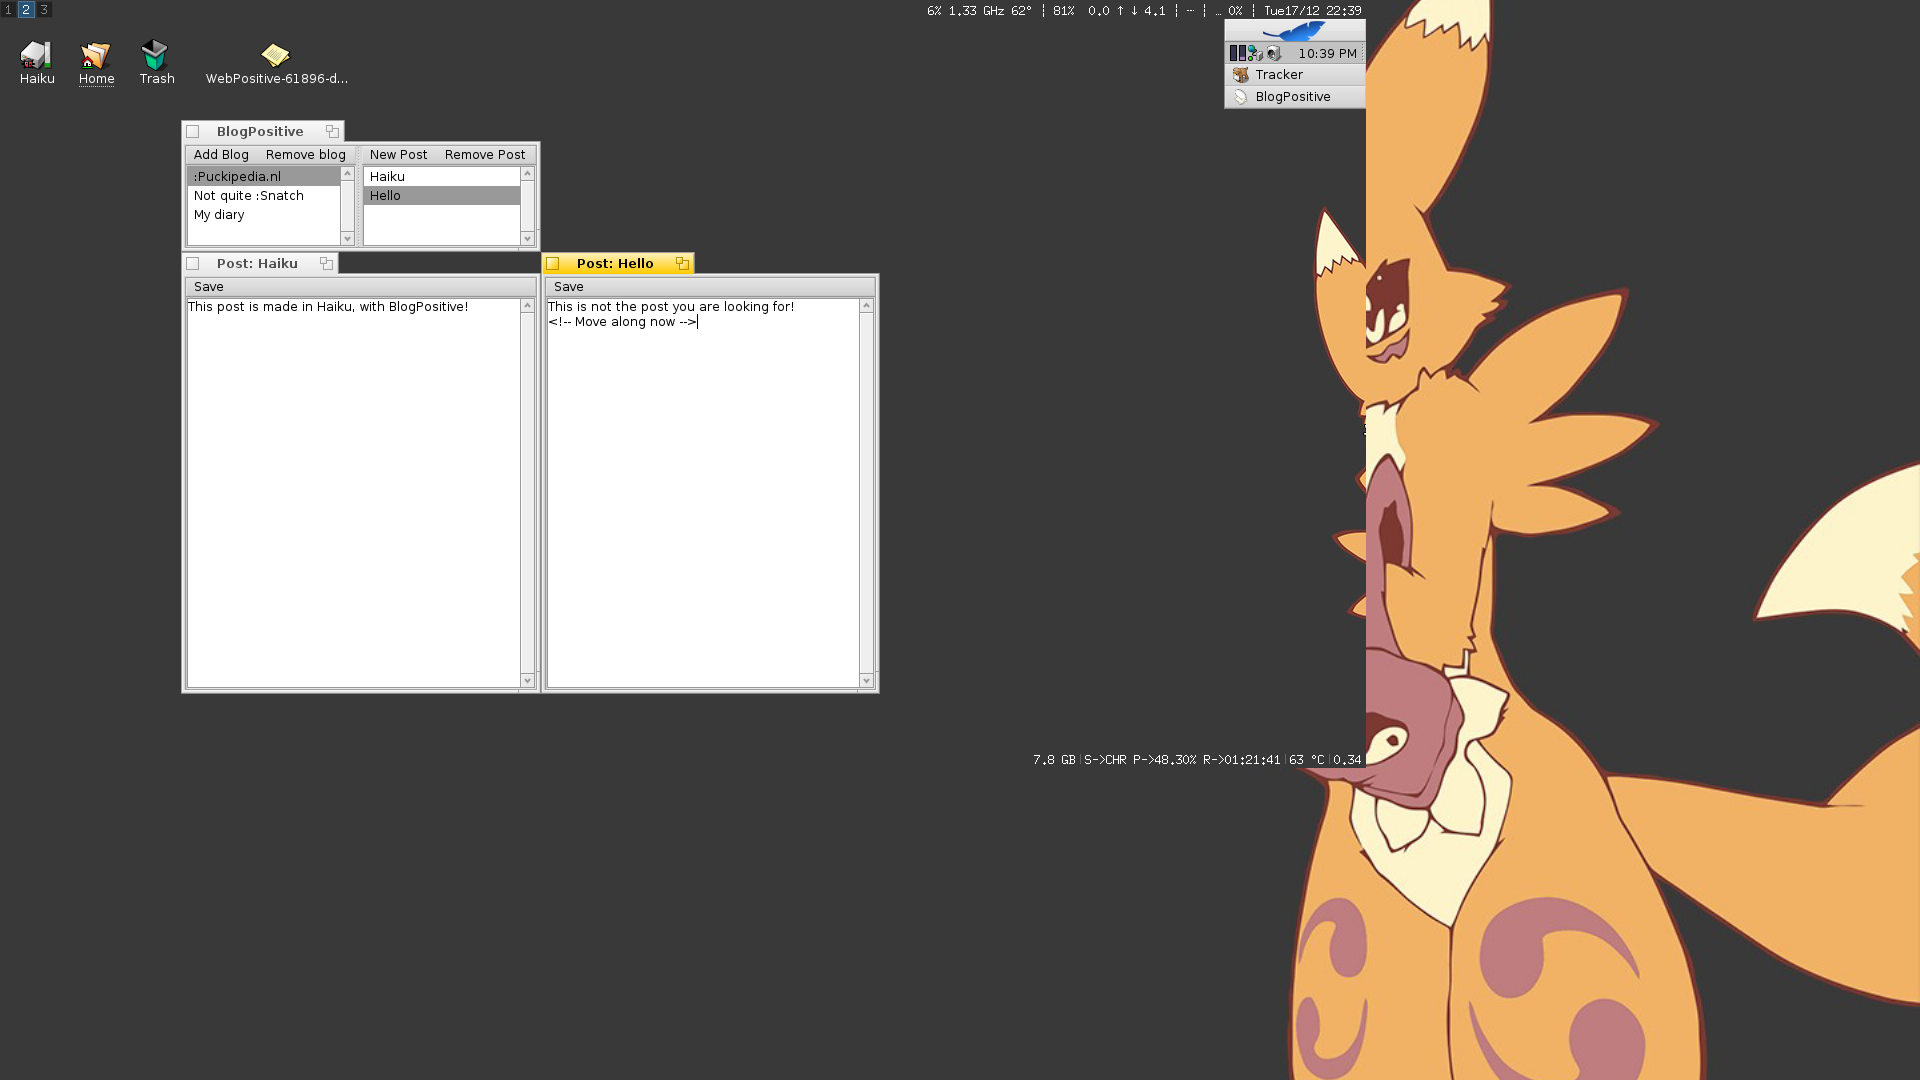 1 2 3
6% 1.33 GHz 62° ¦ 81% 0.0 ↑ ↓ 4.1 ¦ -- ¦ … 0% ¦ Tue17/12 22:39
10:39 PM
Tracker
BlogPositive
Haiku Home Trash WebPositive-61896-d...
BlogPositive
Add Blog Remove blog New Post Remove Post
:Puckipedia.nl
Not quite :Snatch
My diary
Haiku
Hello
Post: Haiku
Save
This post is made in Haiku, with BlogPositive!
Post: Hello
Save
This is not the post you are looking for!
<!-- Move along now -->
7.8 GB|S->CHR P->48.30% R->01:21:41|63 °C|0.34